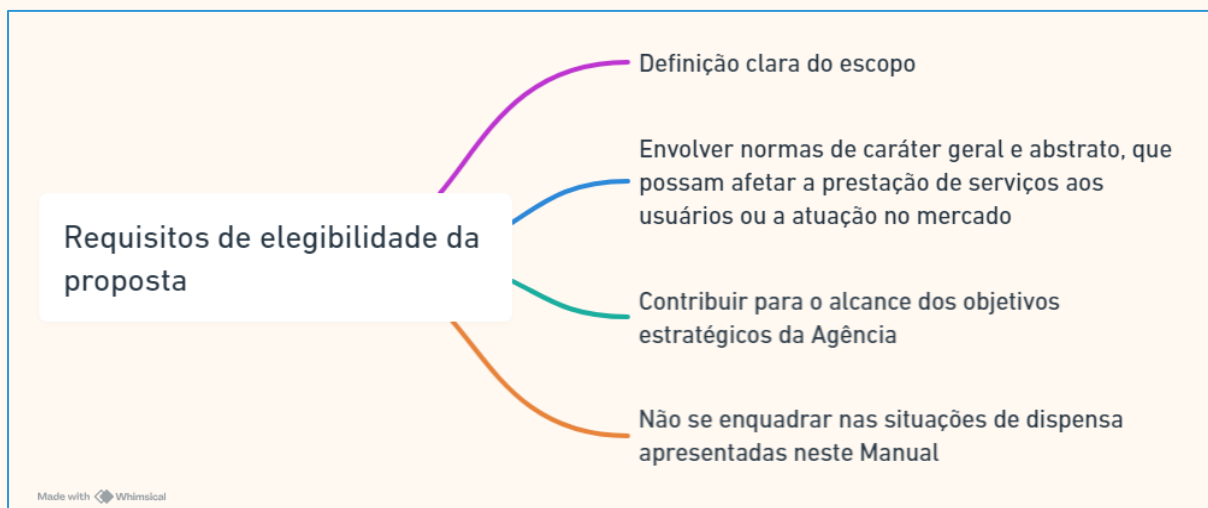 Definição clara do escopo
Envolver normas de caráter geral e abstrato, que
possam afetar a prestação de serviços aos
usuários ou a atuação no mercado
Requisitos de elegibilidade da
proposta
Contribuir para o alcance dos objetivos
estratégicos da Agência
Não se enquadrar nas situações de dispensa
apresentadas neste Manual
Made with Whimsical